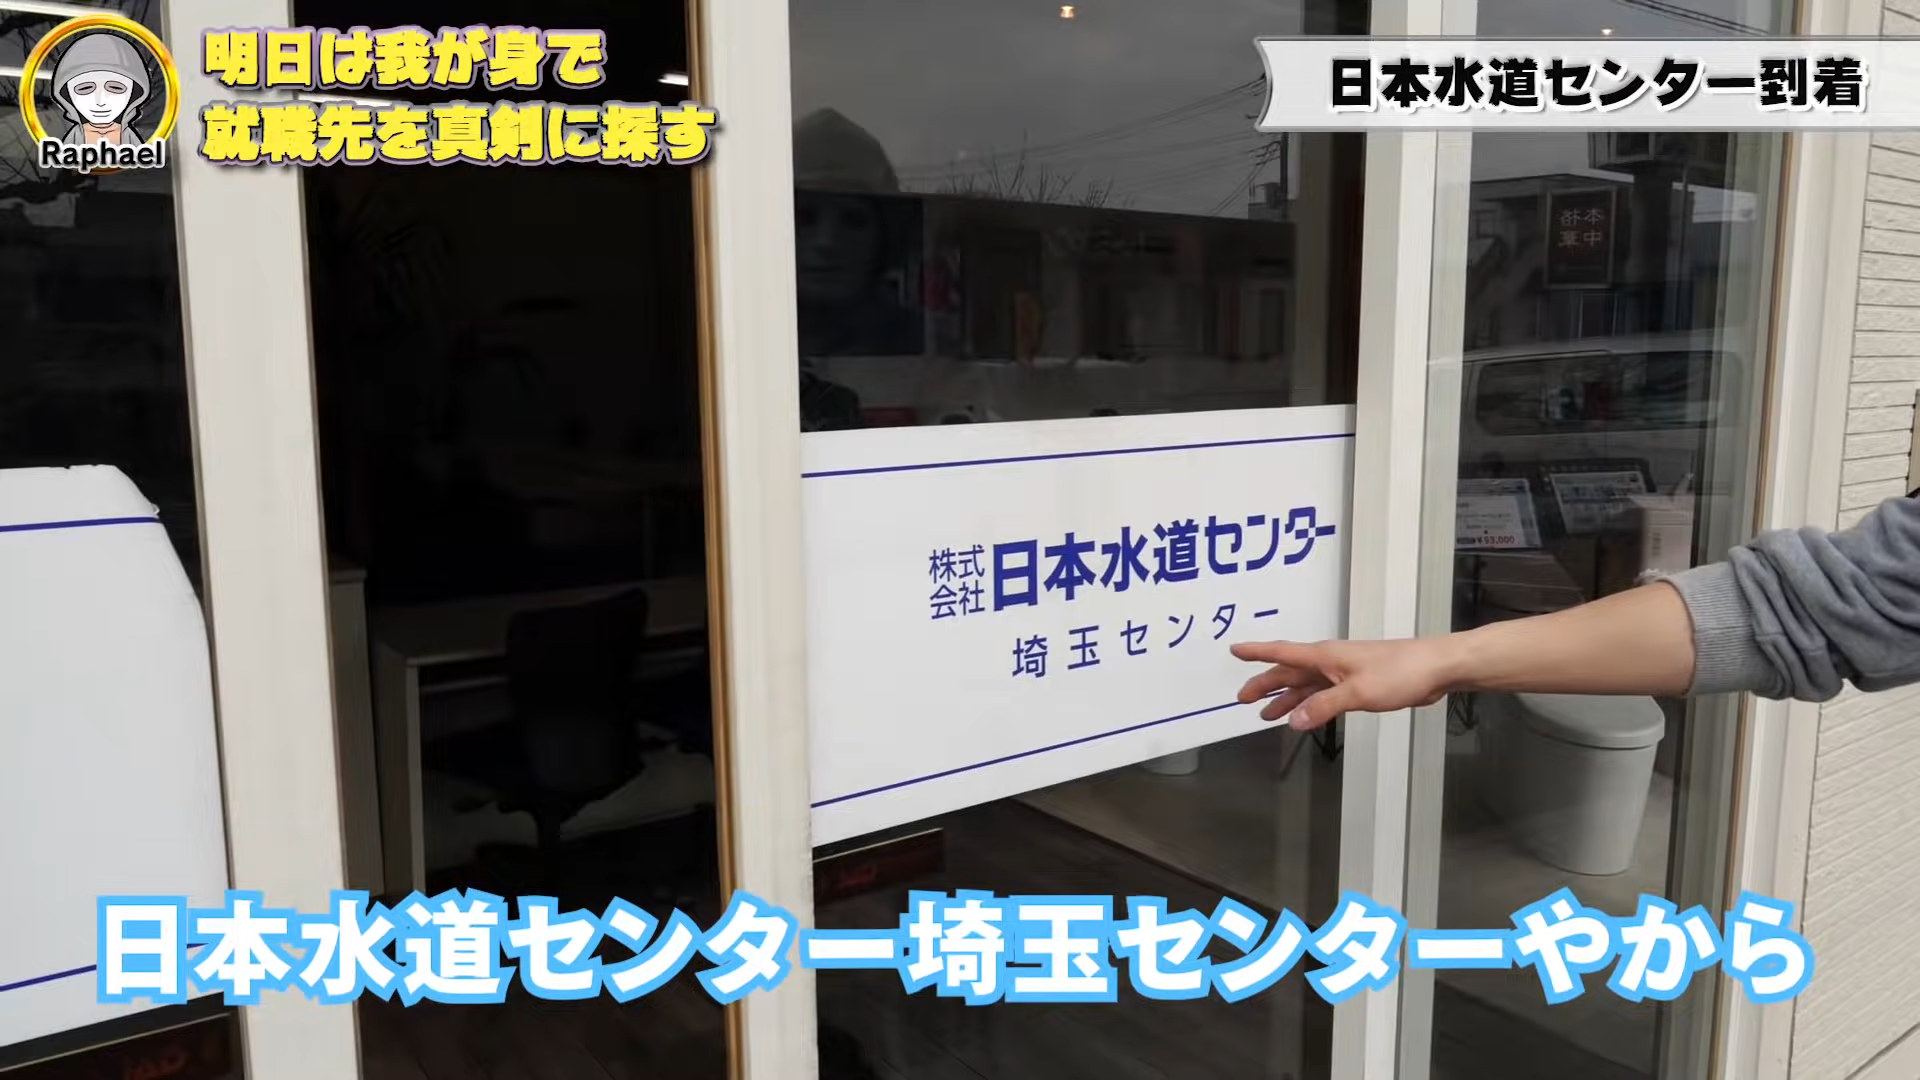 明日は我が身で
就職先を真剣に探す
Raphael
日本水道センター到着
株式会社日本水道センター
埼玉センター
日本水道センター埼玉センターやから